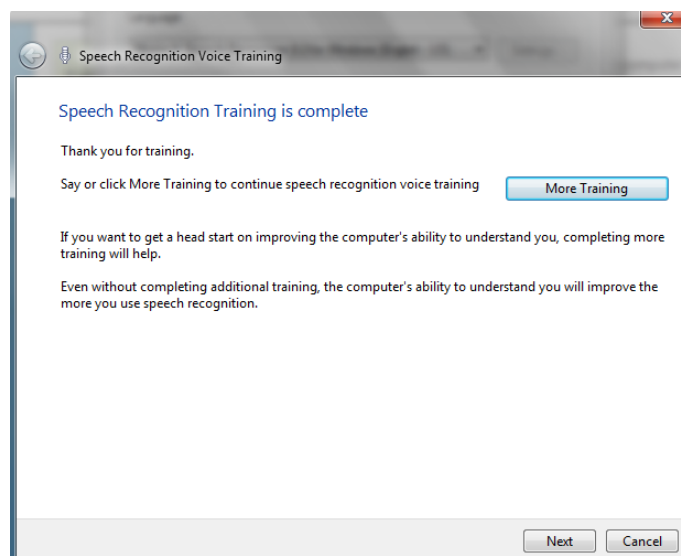 Language
Speech Recognition Voice Training
Speech Recognition Training is complete
Thank you for training.
Say or click More Training to continue speech recognition voice training
More Training
If you want to get a head start on improving the computer's ability to understand you, completing more
training will help.
Even without completing additional training, the computer's ability to understand you will improve the
more you use speech recognition.
Next
Cancel